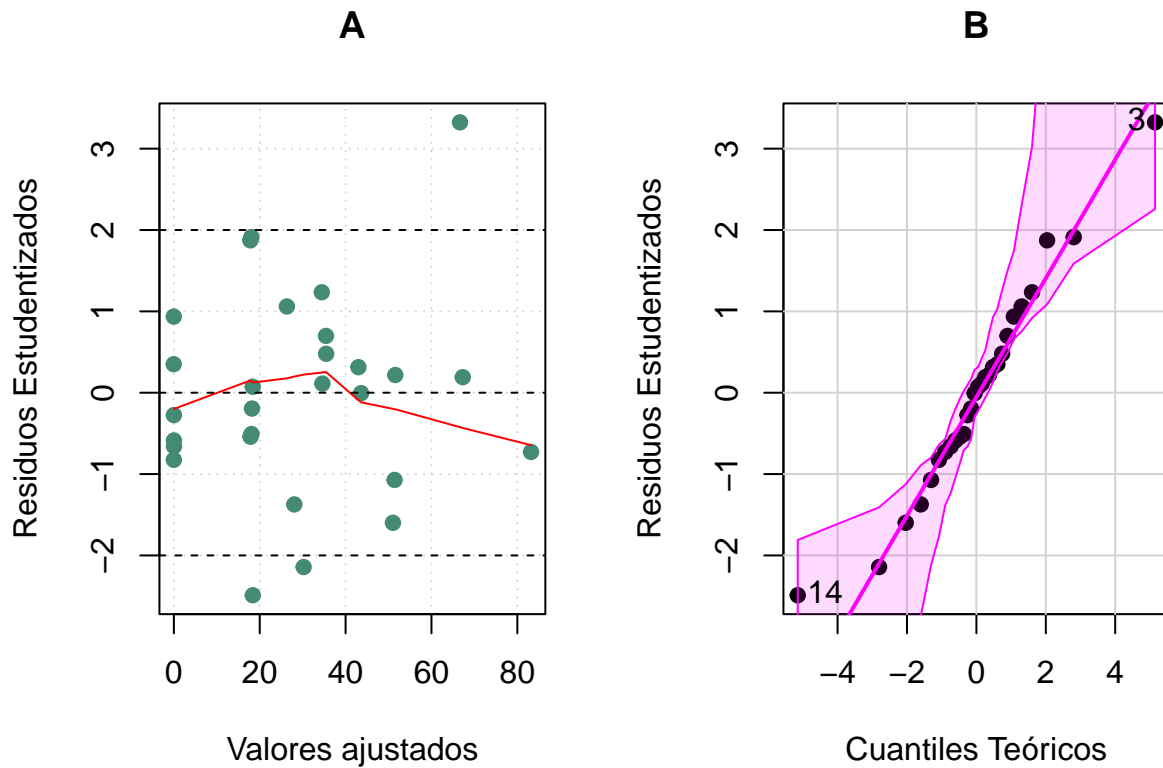 A
Residuos Estudentizados
3
2
1
0
−1
−2
0 20 40 60 80
Valores ajustados
B
Residuos Estudentizados
3
2
1
0
−1
−2
3
14
−4 −2 0 2 4
Cuantiles Teóricos